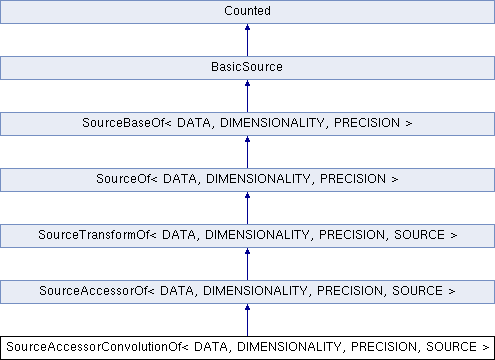 Counted
BasicSource
SourceBaseOf< DATA, DIMENSIONALITY, PRECISION >
SourceOf< DATA, DIMENSIONALITY, PRECISION >
SourceTransformOf< DATA, DIMENSIONALITY, PRECISION, SOURCE >
SourceAccessorOf< DATA, DIMENSIONALITY, PRECISION, SOURCE >
SourceAccessorConvolutionOf< DATA, DIMENSIONALITY, PRECISION, SOURCE >